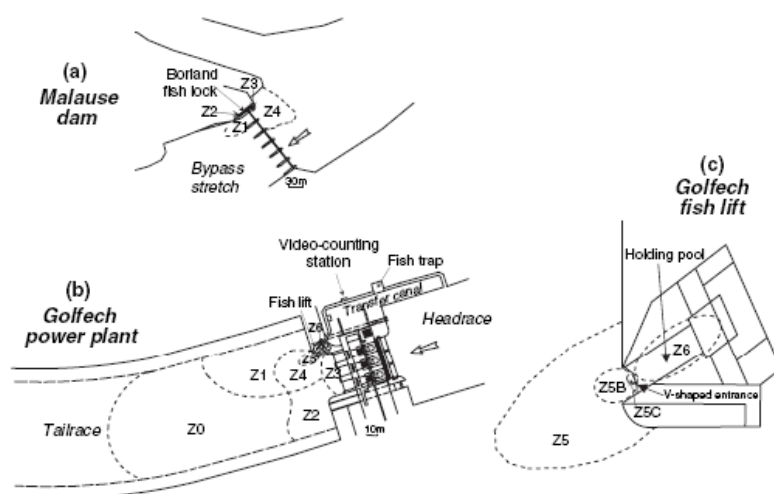 (a)
Malause
dam
Borland
fish lock
Z3
Z2
Z4
Z1
Bypass
stretch
30m
(c)
Golfech
fish lift
Holding pool
Z6
Z5B
V-shaped entrance
Z5C
Z5
(b)
Golfech
power plant
Video-counting
station
Fish trap
Fish lift
Transfer canal
Headrace
Z6
Z5
Z1
Z4
Z3
Z2
Z0
Tailrace
10m